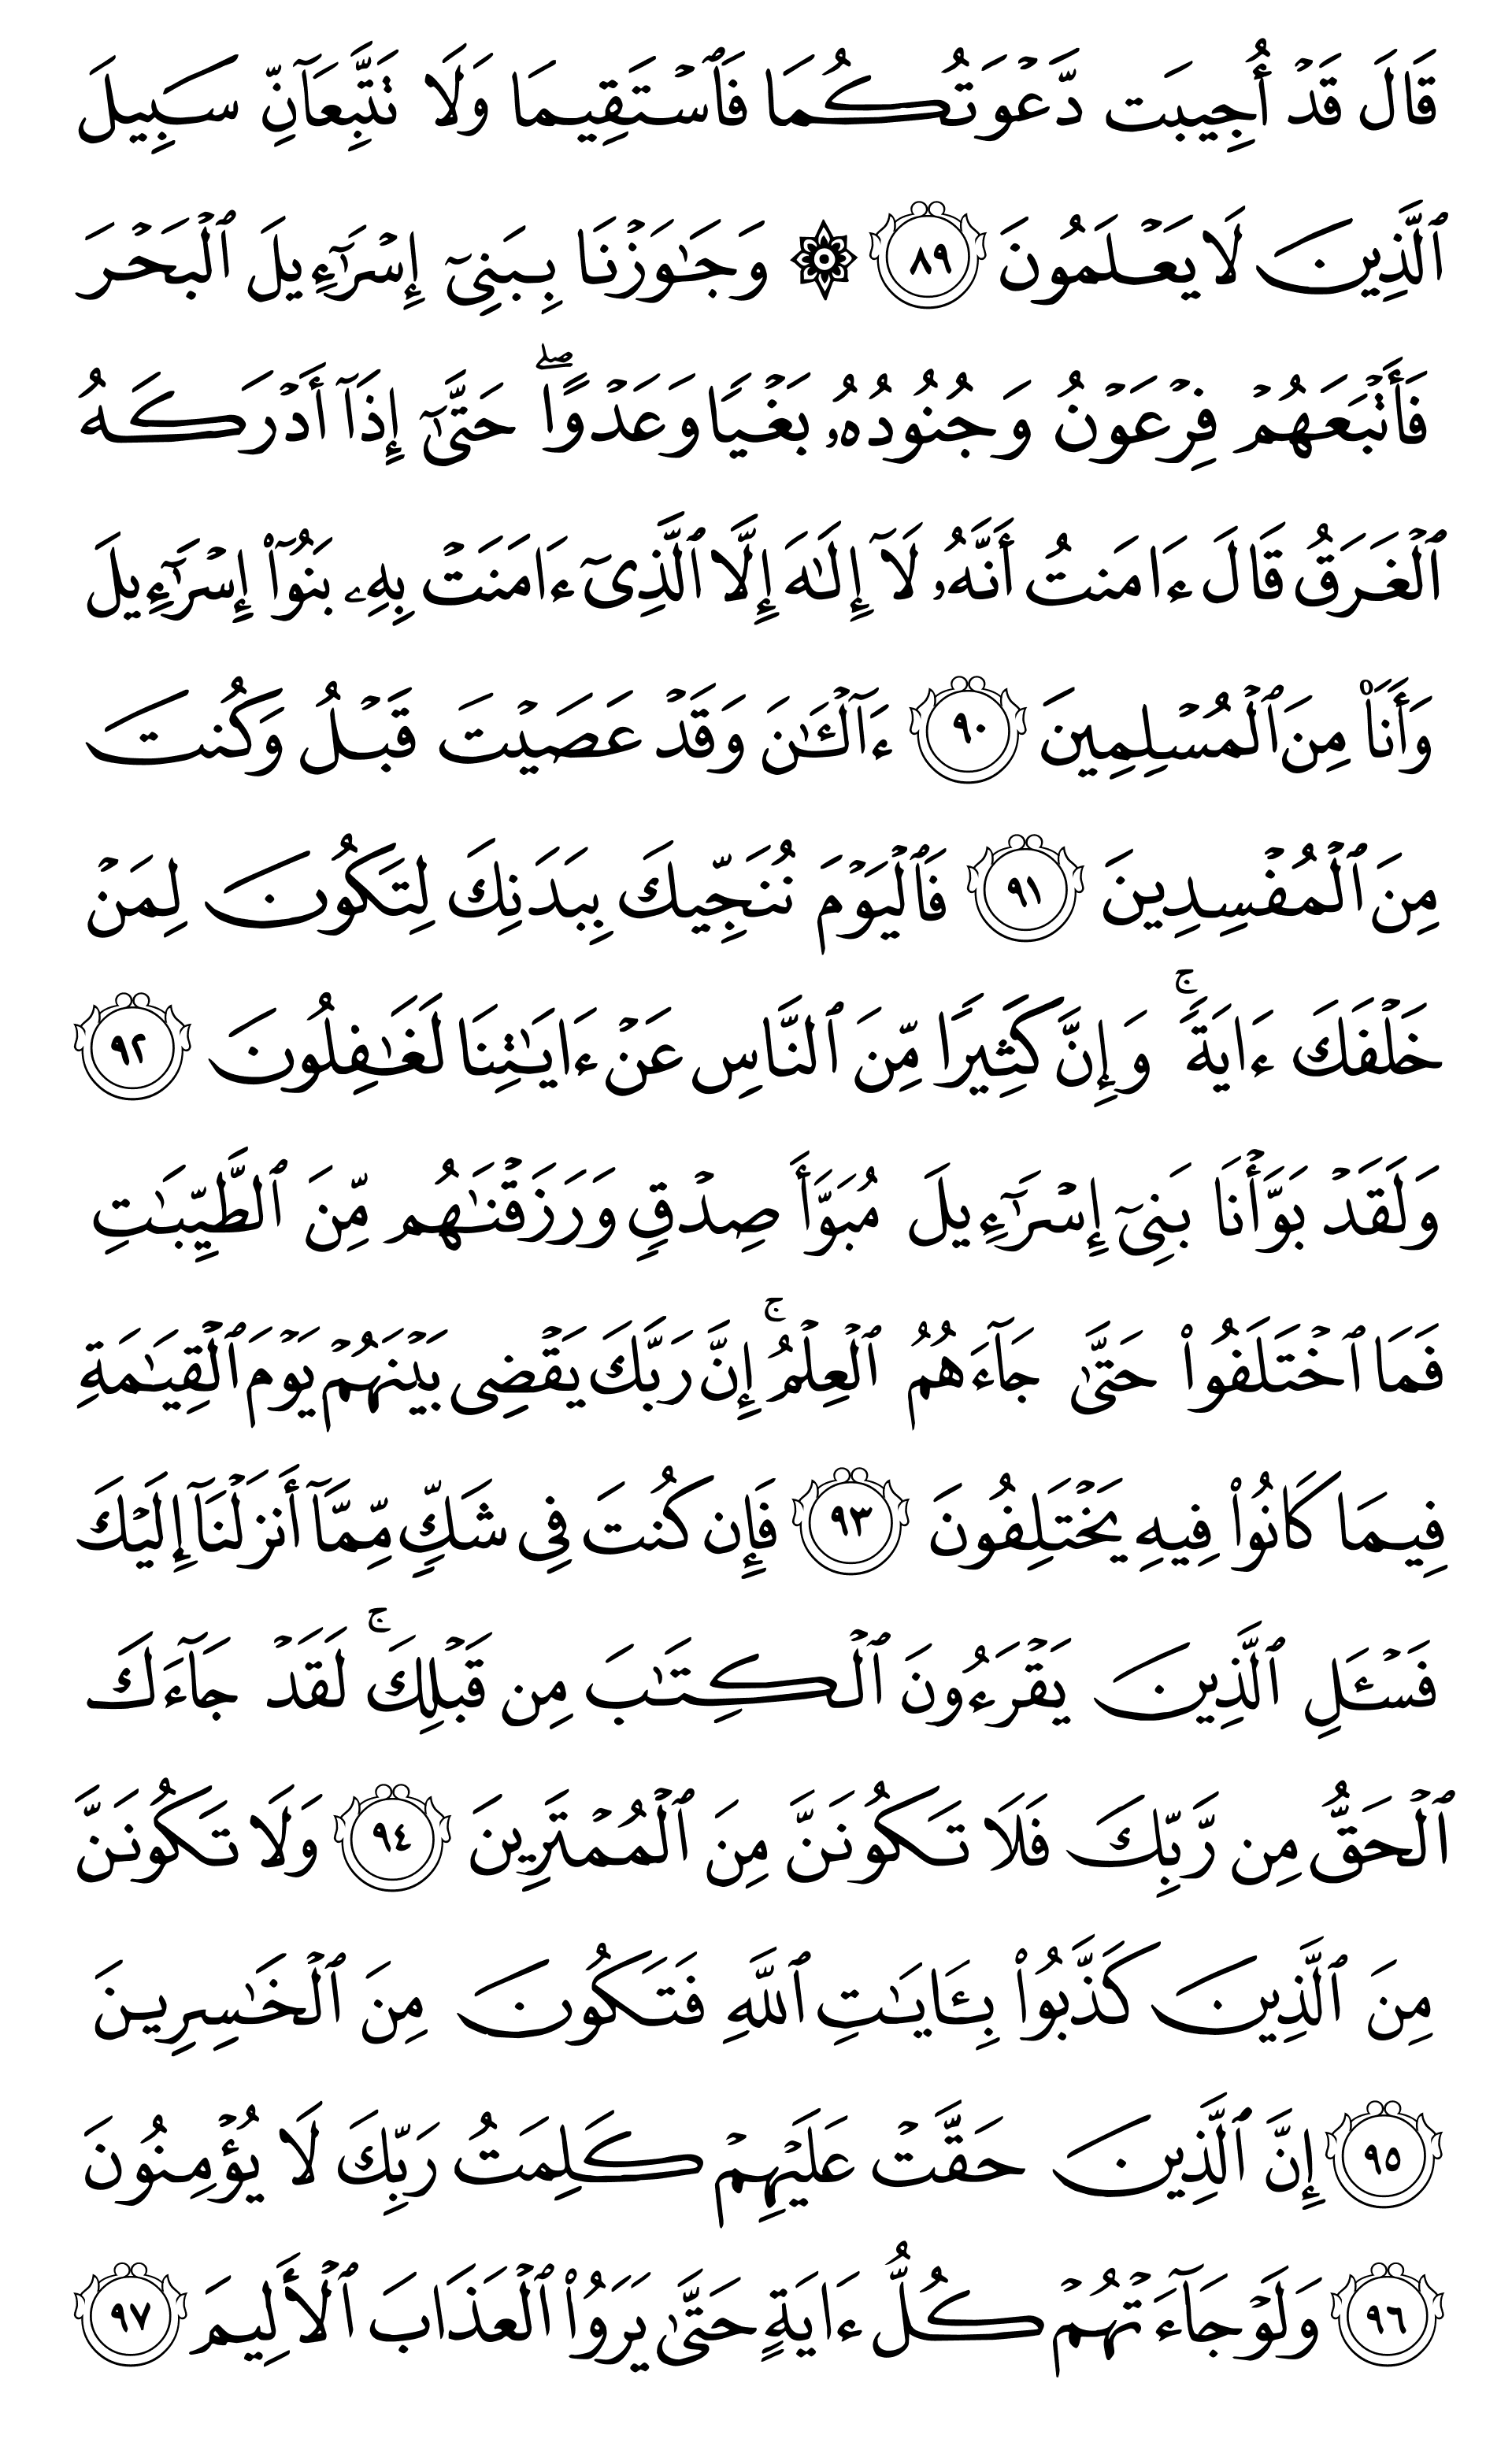 قَالَ قَدْ أُجِيبَت دَّعْوَتُكُمَا فَٱسْتَقِيمَا وَلَا تَتَّبِعَآنِّ سَبِيلَ
ٱلَّذِينَ لَا يَعْلَمُونَ ٨٩ ۞ وَجَٰوَزْنَا بِبَنِىٓ إِسْرَٰٓءِيلَ ٱلْبَحْرَ
فَأَتْبَعَهُمْ فِرْعَوْنُ وَجُنُودُهُۥ بَغْيًا وَعَدْوًا ۖ حَتَّىٰٓ إِذَآ أَدْرَكَهُ
ٱلْغَرَقُ قَالَ ءَامَنتُ أَنَّهُۥ لَآ إِلَٰهَ إِلَّا ٱلَّذِىٓ ءَامَنَتْ بِهِۦ بَنُوٓا۟ إِسْرَٰٓءِيلَ
وَأَنَا۠ مِنَ ٱلْمُسْلِمِينَ ٩٠ ءَآلْـَٰٔنَ وَقَدْ عَصَيْتَ قَبْلُ وَكُنتَ
مِنَ ٱلْمُفْسِدِينَ ٩١ فَٱلْيَوْمَ نُنَجِّيكَ بِبَدَنِكَ لِتَكُونَ لِمَنْ
خَلْفَكَ ءَايَةً ۚ وَإِنَّ كَثِيرًا مِّنَ ٱلنَّاسِ عَنْ ءَايَٰتِنَا لَغَٰفِلُونَ ٩٢
وَلَقَدْ بَوَّأْنَا بَنِىٓ إِسْرَٰٓءِيلَ مُبَوَّأَ صِدْقٍ وَرَزَقْنَٰهُم مِّنَ ٱلطَّيِّبَٰتِ
فَمَا ٱخْتَلَفُوا۟ حَتَّىٰ جَآءَهُمُ ٱلْعِلْمُ ۚ إِنَّ رَبَّكَ يَقْضِى بَيْنَهُمْ يَوْمَ ٱلْقِيَٰمَةِ
فِيمَا كَانُوا۟ فِيهِ يَخْتَلِفُونَ ٩٣ فَإِن كُنتَ فِى شَكٍّ مِّمَّآ أَنزَلْنَآ إِلَيْكَ
فَسْـَٔلِ ٱلَّذِينَ يَقْرَءُونَ ٱلْكِتَٰبَ مِن قَبْلِكَ ۚ لَقَدْ جَآءَكَ
ٱلْحَقُّ مِن رَّبِّكَ فَلَا تَكُونَنَّ مِنَ ٱلْمُمْتَرِينَ ٩٤ وَلَا تَكُونَنَّ
مِنَ ٱلَّذِينَ كَذَّبُوا۟ بِـَٔايَٰتِ ٱللَّهِ فَتَكُونَ مِنَ ٱلْخَٰسِرِينَ
٩٥ إِنَّ ٱلَّذِينَ حَقَّتْ عَلَيْهِمْ كَلِمَتُ رَبِّكَ لَا يُؤْمِنُونَ
٩٦ وَلَوْ جَآءَتْهُمْ كُلُّ ءَايَةٍ حَتَّىٰ يَرَوُا۟ ٱلْعَذَابَ ٱلْأَلِيمَ ٩٧